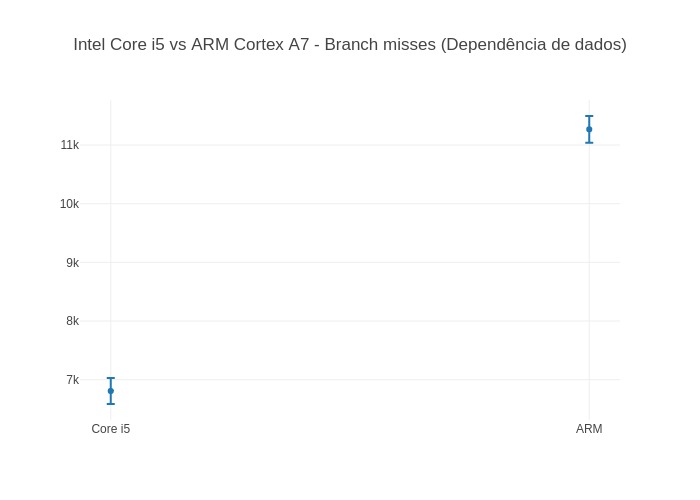 Intel Core i5 vs ARM Cortex A7 - Branch misses (Dependência de dados)
11k
10k
9k
8k
7k
Core i5
ARM